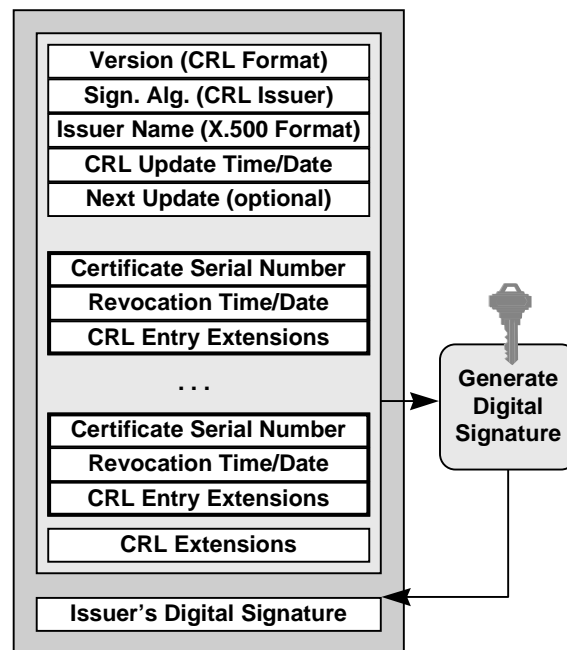 Version (CRL Format)
Sign. Alg. (CRL Issuer)
Issuer Name (X.500 Format)
CRL Update Time/Date
Next Update (optional)
Certificate Serial Number
Revocation Time/Date
CRL Entry Extensions
. . .
Certificate Serial Number
Revocation Time/Date
CRL Entry Extensions
CRL Extensions
Issuer’s Digital Signature
Generate
Digital
Signature